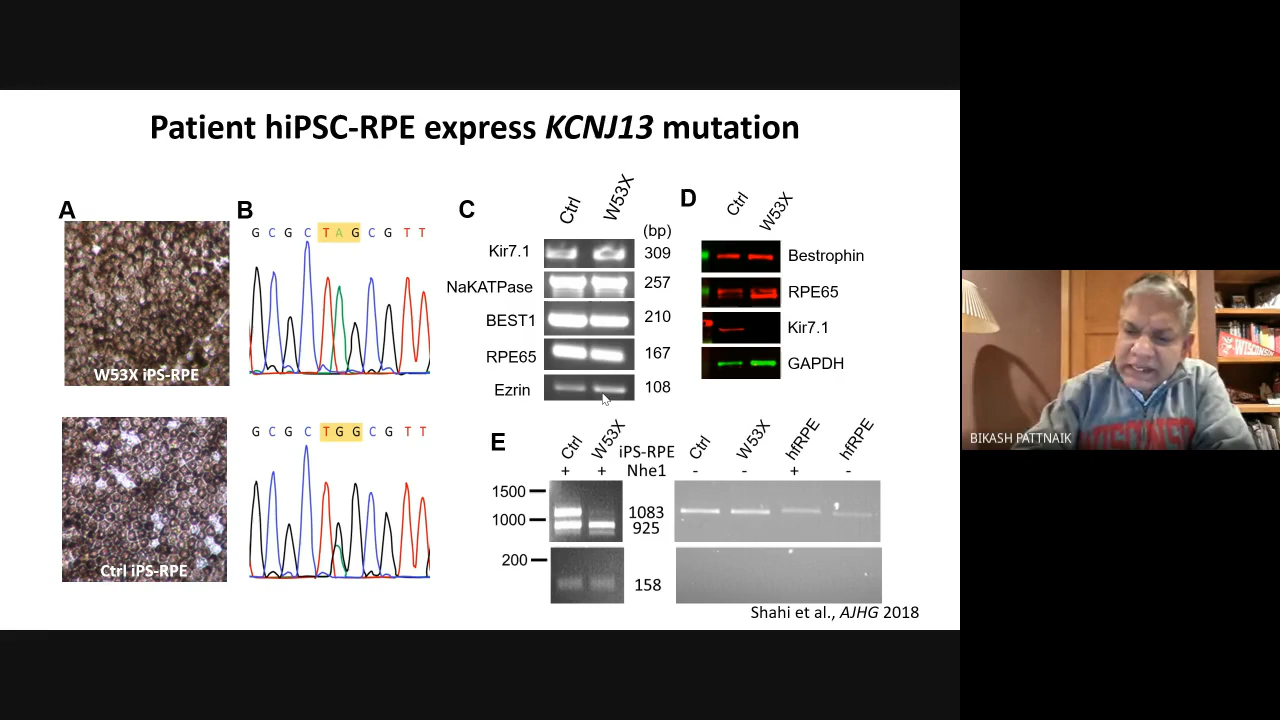 Patient hiPSC-RPE express KCNJ13 mutation
A
W53X iPS-RPE
Ctrl iPS-RPE
B
G C G C T A G C G T T
G C G C T G G C G T T
C
Ctrl W53X
(bp)
Kir7.1 309
NaKATPase 257
BEST1 210
RPE65 167
Ezrin 108
D
Ctrl W53X
Bestrophin
RPE65
Kir7.1
GAPDH
E
Ctrl W53X iPS-RPE Ctrl W53X hfRPE hfRPE
+ + Nhe1 - - + -
1500
1000
1083
925
200
158
Shahi et al., AJHG 2018
WISCONSIN
WISCONSIN
BIKASH PATTNAIK